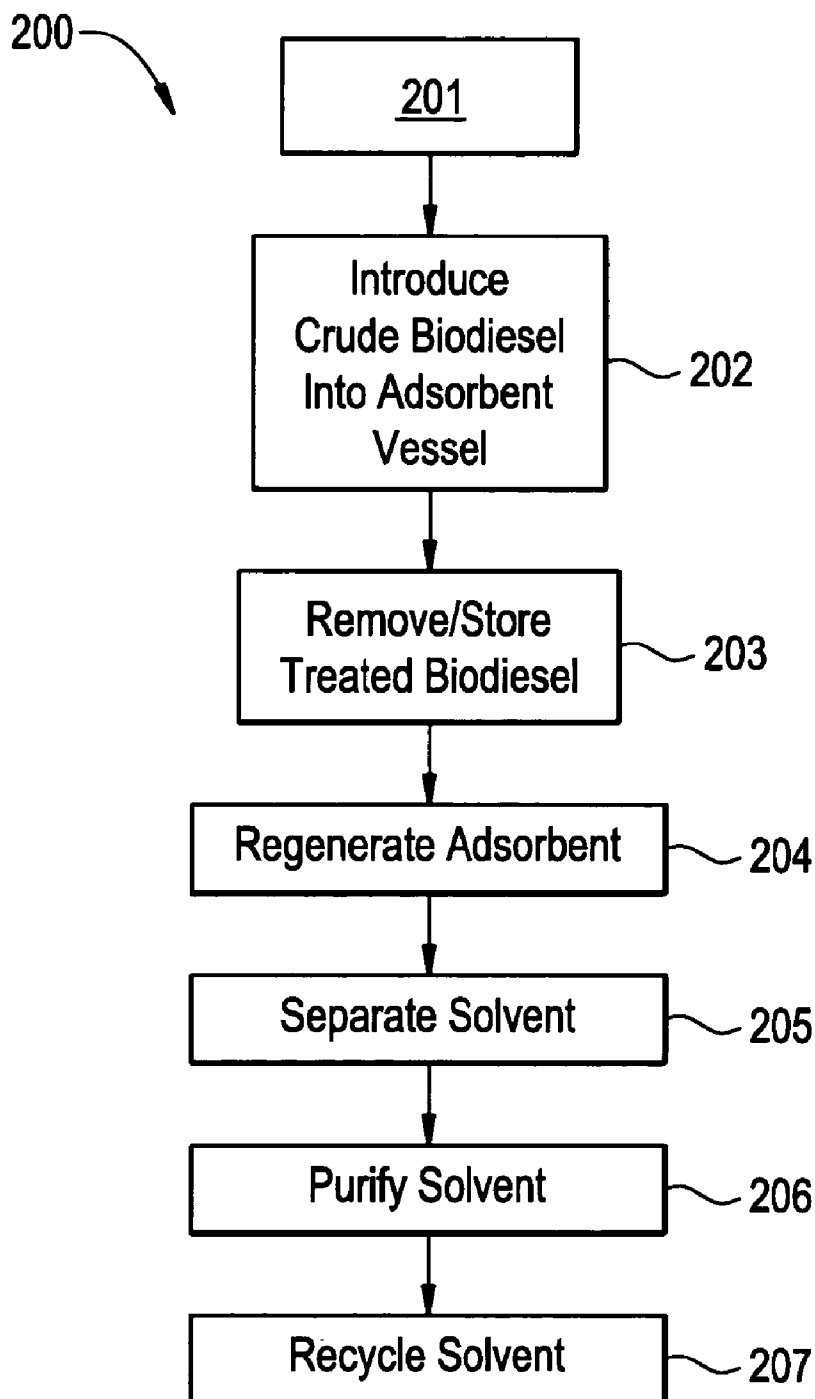 200
201
Introduce
Crude Biodiesel
Into Adsorbent
Vessel
202
Remove/Store
Treated Biodiesel
203
Regenerate Adsorbent
204
Separate Solvent
205
Purify Solvent
206
Recycle Solvent
207